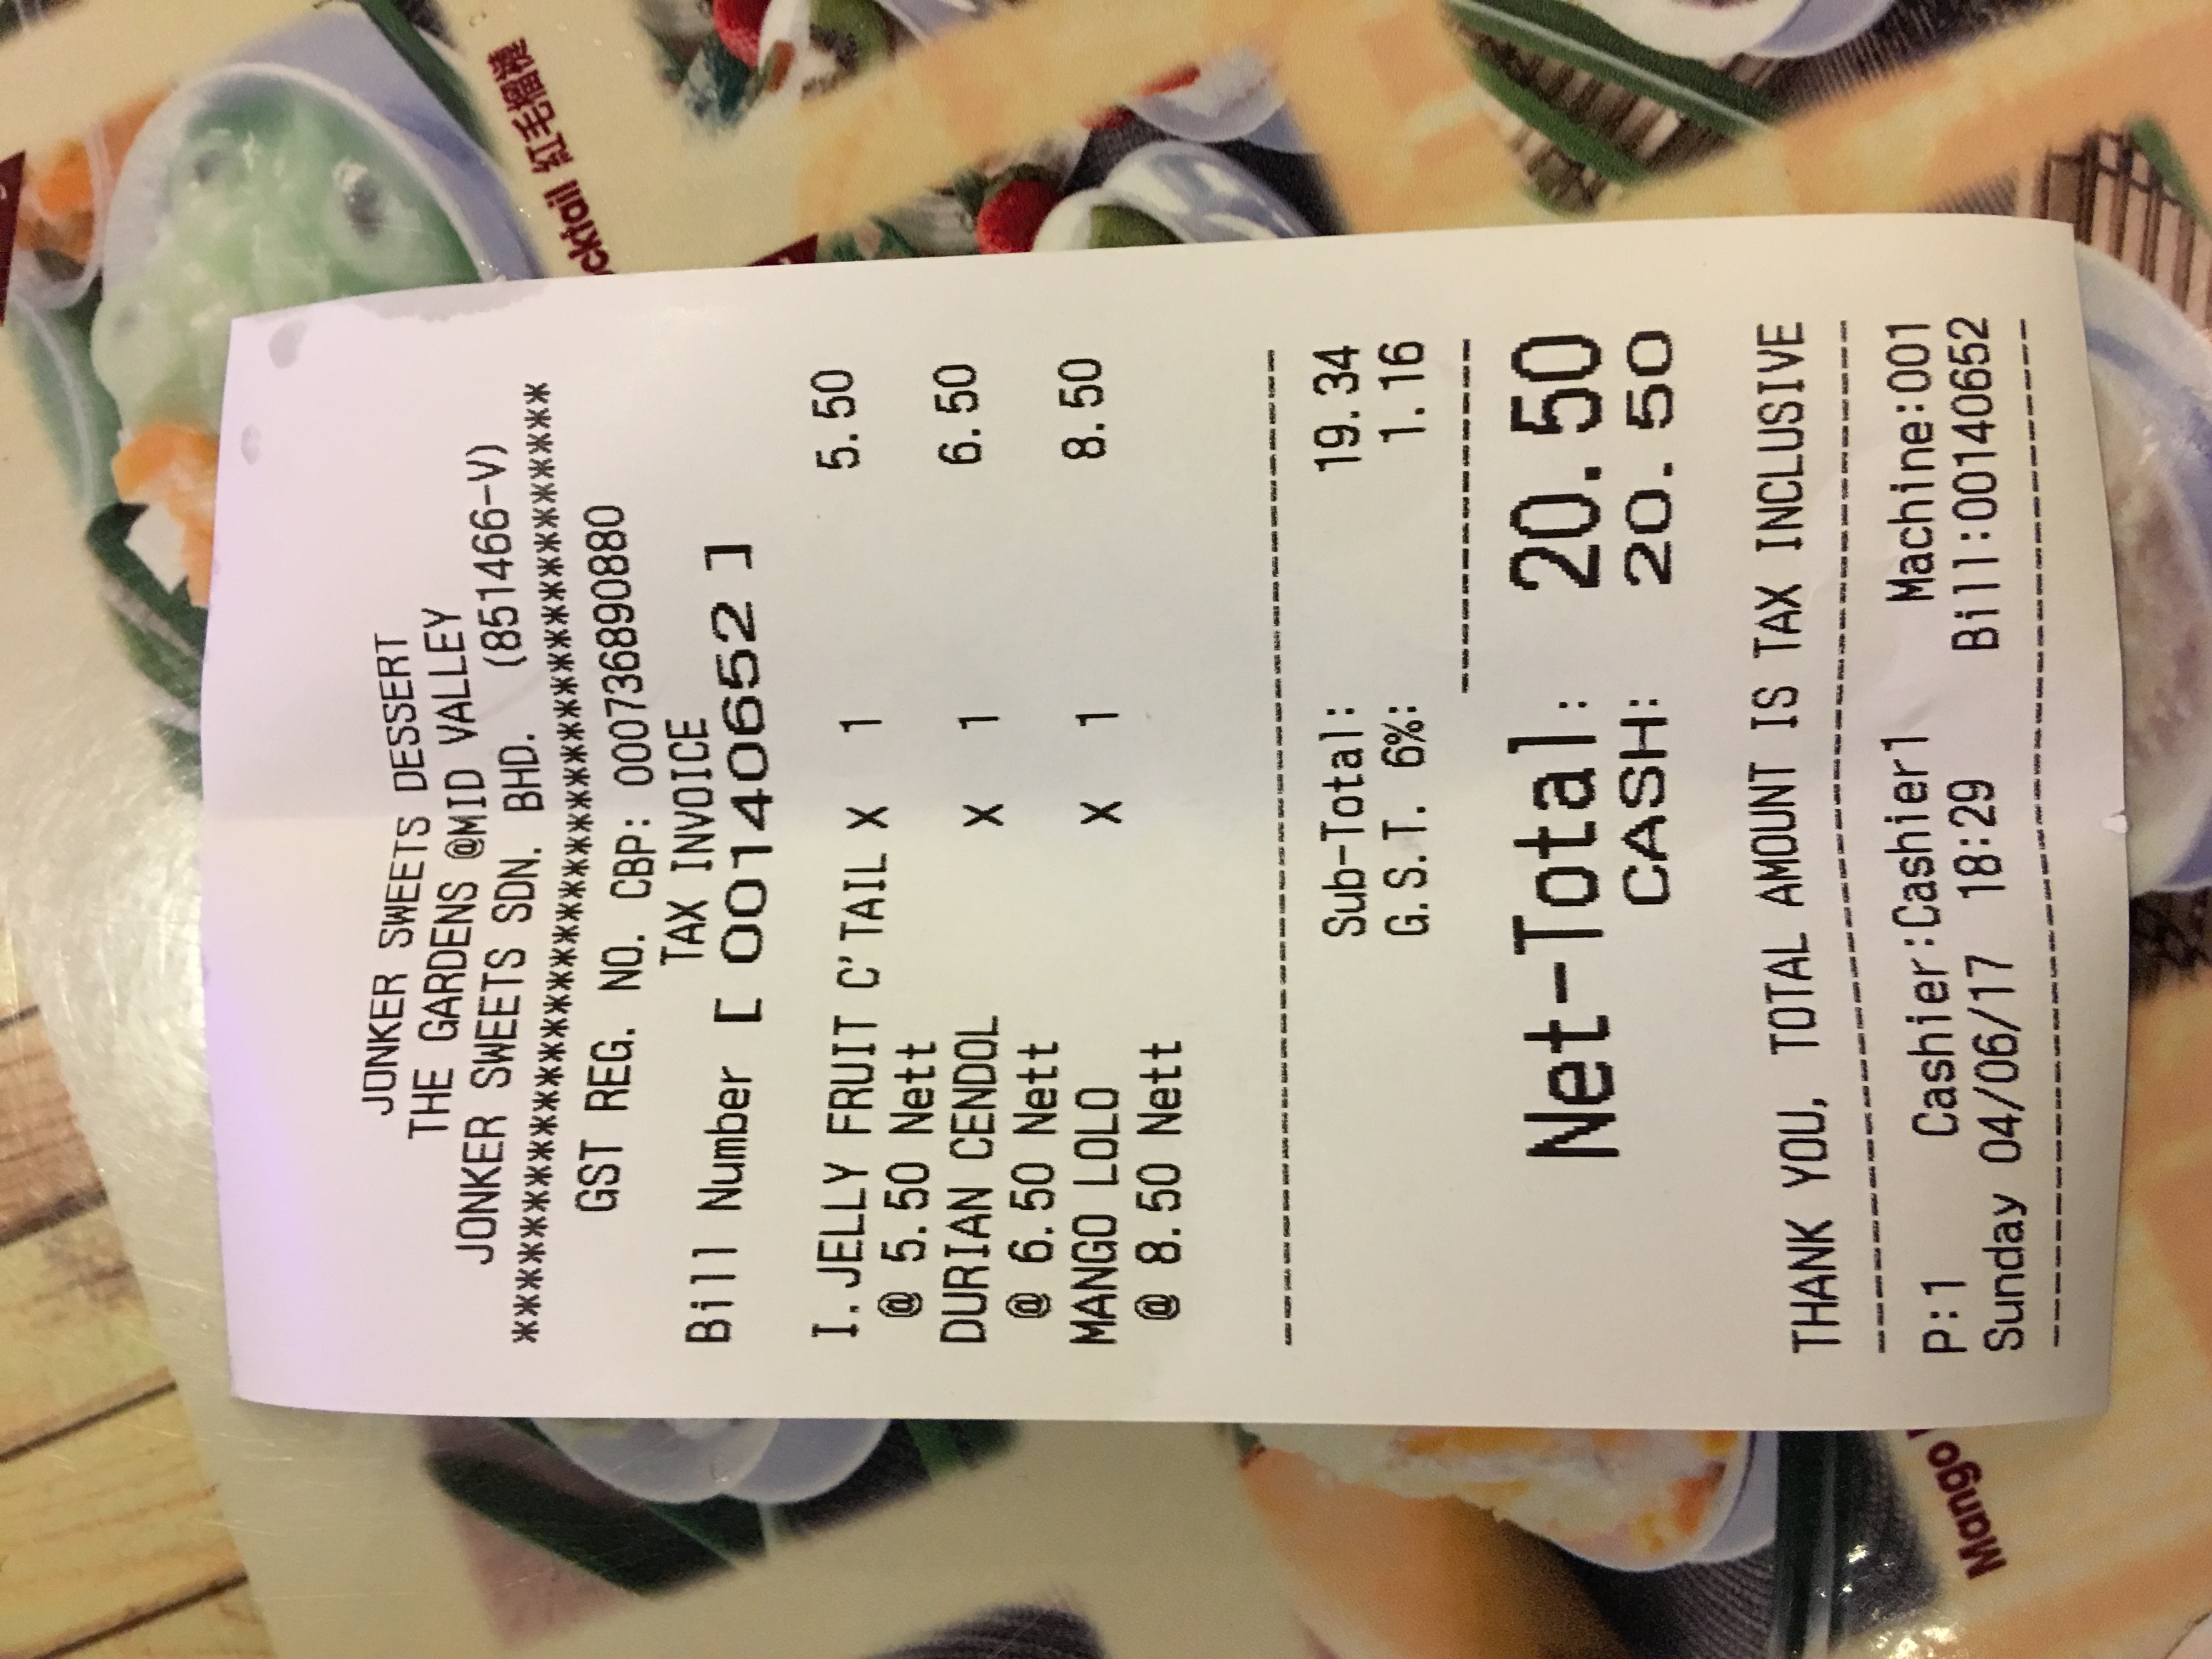 JONKER SWEETS DESSERT
THE GARDENS @MID VALLEY
JONKER SWEETS SDN. BHD. (851466-V)
*************************************
GST REG. NO. CBP: 000736890880
TAX INVOICE
Bill Number [ 00140652 ]
I.JELLY FRUIT C'TAIL X 1 5.50
@ 5.50 Nett
DURIAN CENDOL X 1 6.50
@ 6.50 Nett
MANGO LOLO X 1 8.50
@ 8.50 Nett
Sub-Total: 19.34
G.S.T. 6%: 1.16
Net-Total: 20.50
CASH: 20.50
THANK YOU, TOTAL AMOUNT IS TAX INCLUSIVE
P:1 Cashier:Cashier1 Machine:001
Sunday 04/06/17 18:29 Bill:00140652
cktail 紅毛榴槤
Mango